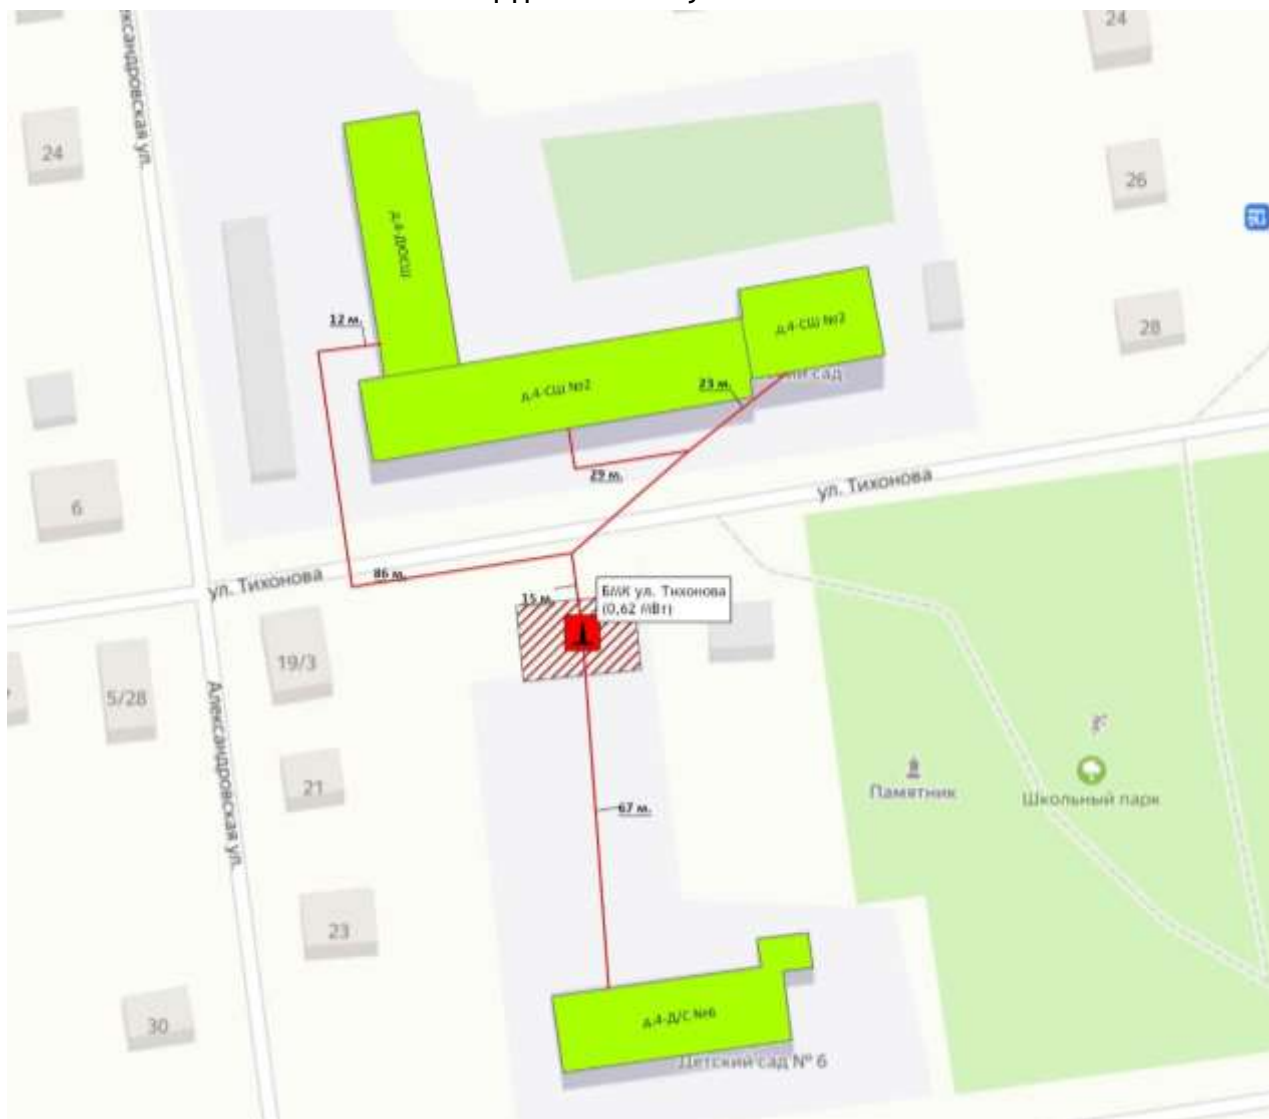 24
ександровская ул.
24
26
д.4-ДЮСШ
12 м.
д.4-СШ №2
28
д.4-СШ №2
23 м.
сад
29 м.
6
ул. Тихонова
ул. Тихонова
86 м.
15 м.
БМК ул. Тихонова
(0,62 МВт)
19/3
5/28
Александровская ул.
21
Памятник
Школьный парк
67 м.
23
30
д.4-Д/С №6
Детский сад № 6